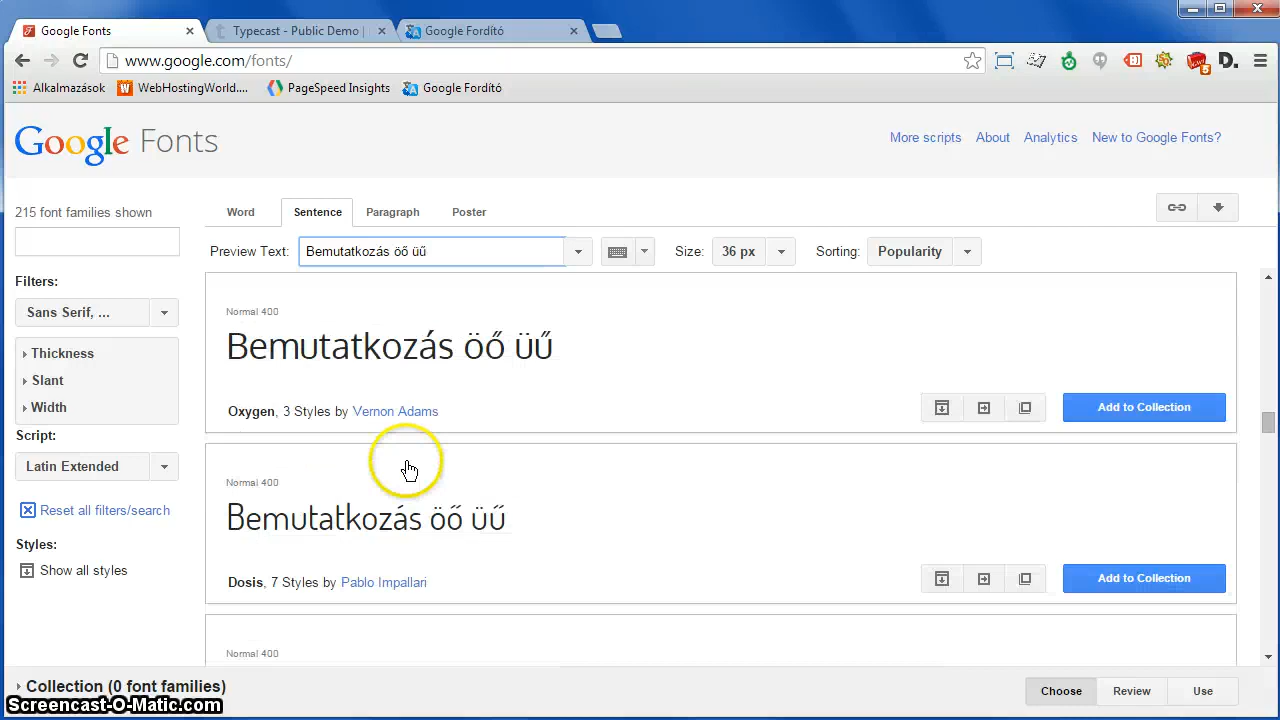 Google Fonts
Typecast - Public Demo |
Google Fordító
www.google.com/fonts/
Alkalmazások
WebHostingWorld....
PageSpeed Insights
Google Fordító
Google Fonts
More scripts
About
Analytics
New to Google Fonts?
215 font families shown
Word
Sentence
Paragraph
Poster
Preview Text:
Bemutatkozás öő üű
Size:
36 px
Sorting:
Popularity
Filters:
Sans Serif, ...
Thickness
Slant
Width
Script:
Latin Extended
Reset all filters/search
Styles:
Show all styles
Normal 400
Bemutatkozás öő üű
Oxygen, 3 Styles by Vernon Adams
Add to Collection
Normal 400
Bemutatkozás öő üű
Dosis, 7 Styles by Pablo Impallari
Add to Collection
Normal 400
Collection (0 font families)
Choose
Review
Use
Screencast-O-Matic.com